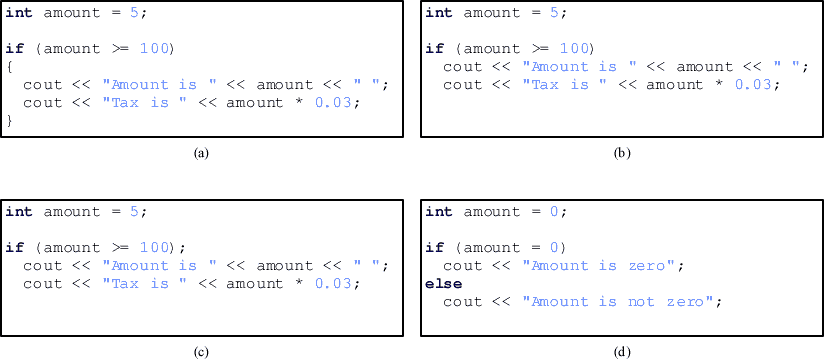 int amount = 5;
if (amount >= 100)
{
cout << "Amount is " << amount << " ";
cout << "Tax is " << amount * 0.03;
}
(a)
int amount = 5;
if (amount >= 100)
cout << "Amount is " << amount << " ";
cout << "Tax is " << amount * 0.03;
(b)
int amount = 5;
if (amount >= 100);
cout << "Amount is " << amount << " ";
cout << "Tax is " << amount * 0.03;
(c)
int amount = 0;
if (amount = 0)
cout << "Amount is zero";
else
cout << "Amount is not zero";
(d)